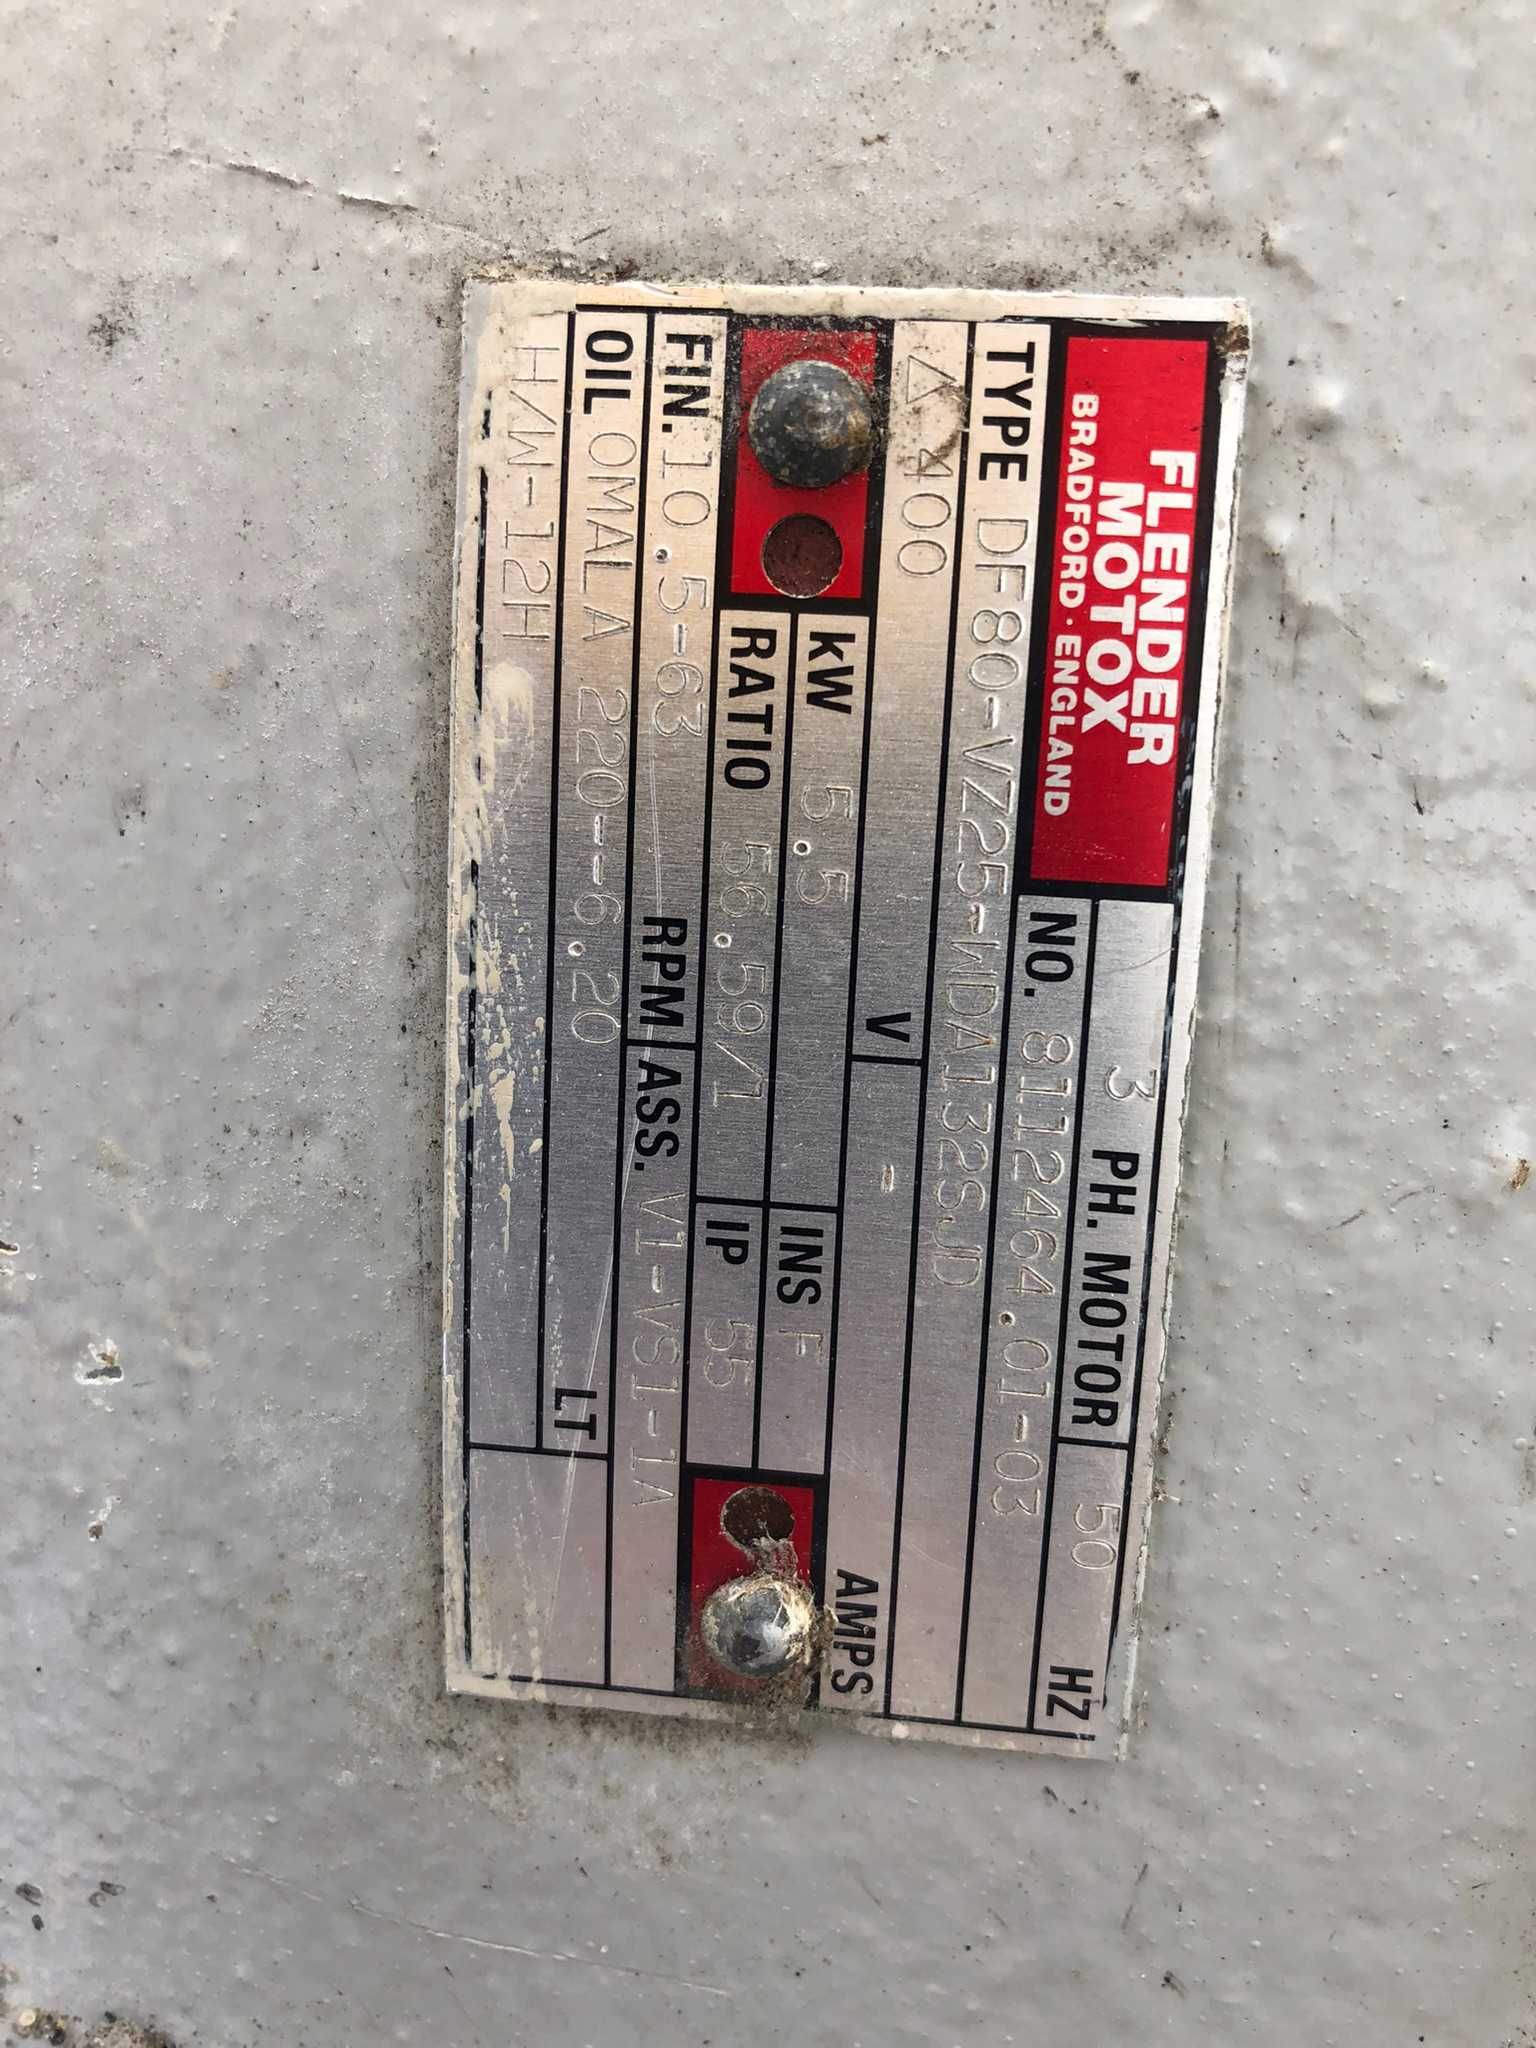 FLENDER
MOTOX
BRADFORD · ENGLAND
3 PH. MOTOR 50 HZ
NO. 8112464.01-03
TYPE DF80-VZ25-WDA132SJD
△ 400 V - AMPS
kW 5.5 INS F
RATIO 56.59/1 IP 55
FIN. 10.5-63 RPM ASS. V1-VS1-1A
OIL OMALA 220--6.20 LT
H/W-12H